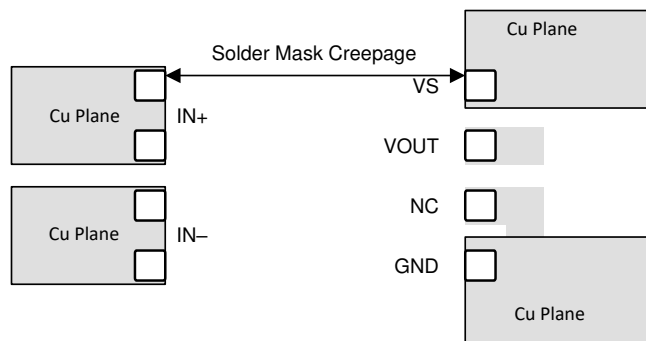 Cu Plane
Solder Mask Creepage
VS
Cu Plane
IN+
VOUT
Cu Plane
IN–
NC
GND
Cu Plane